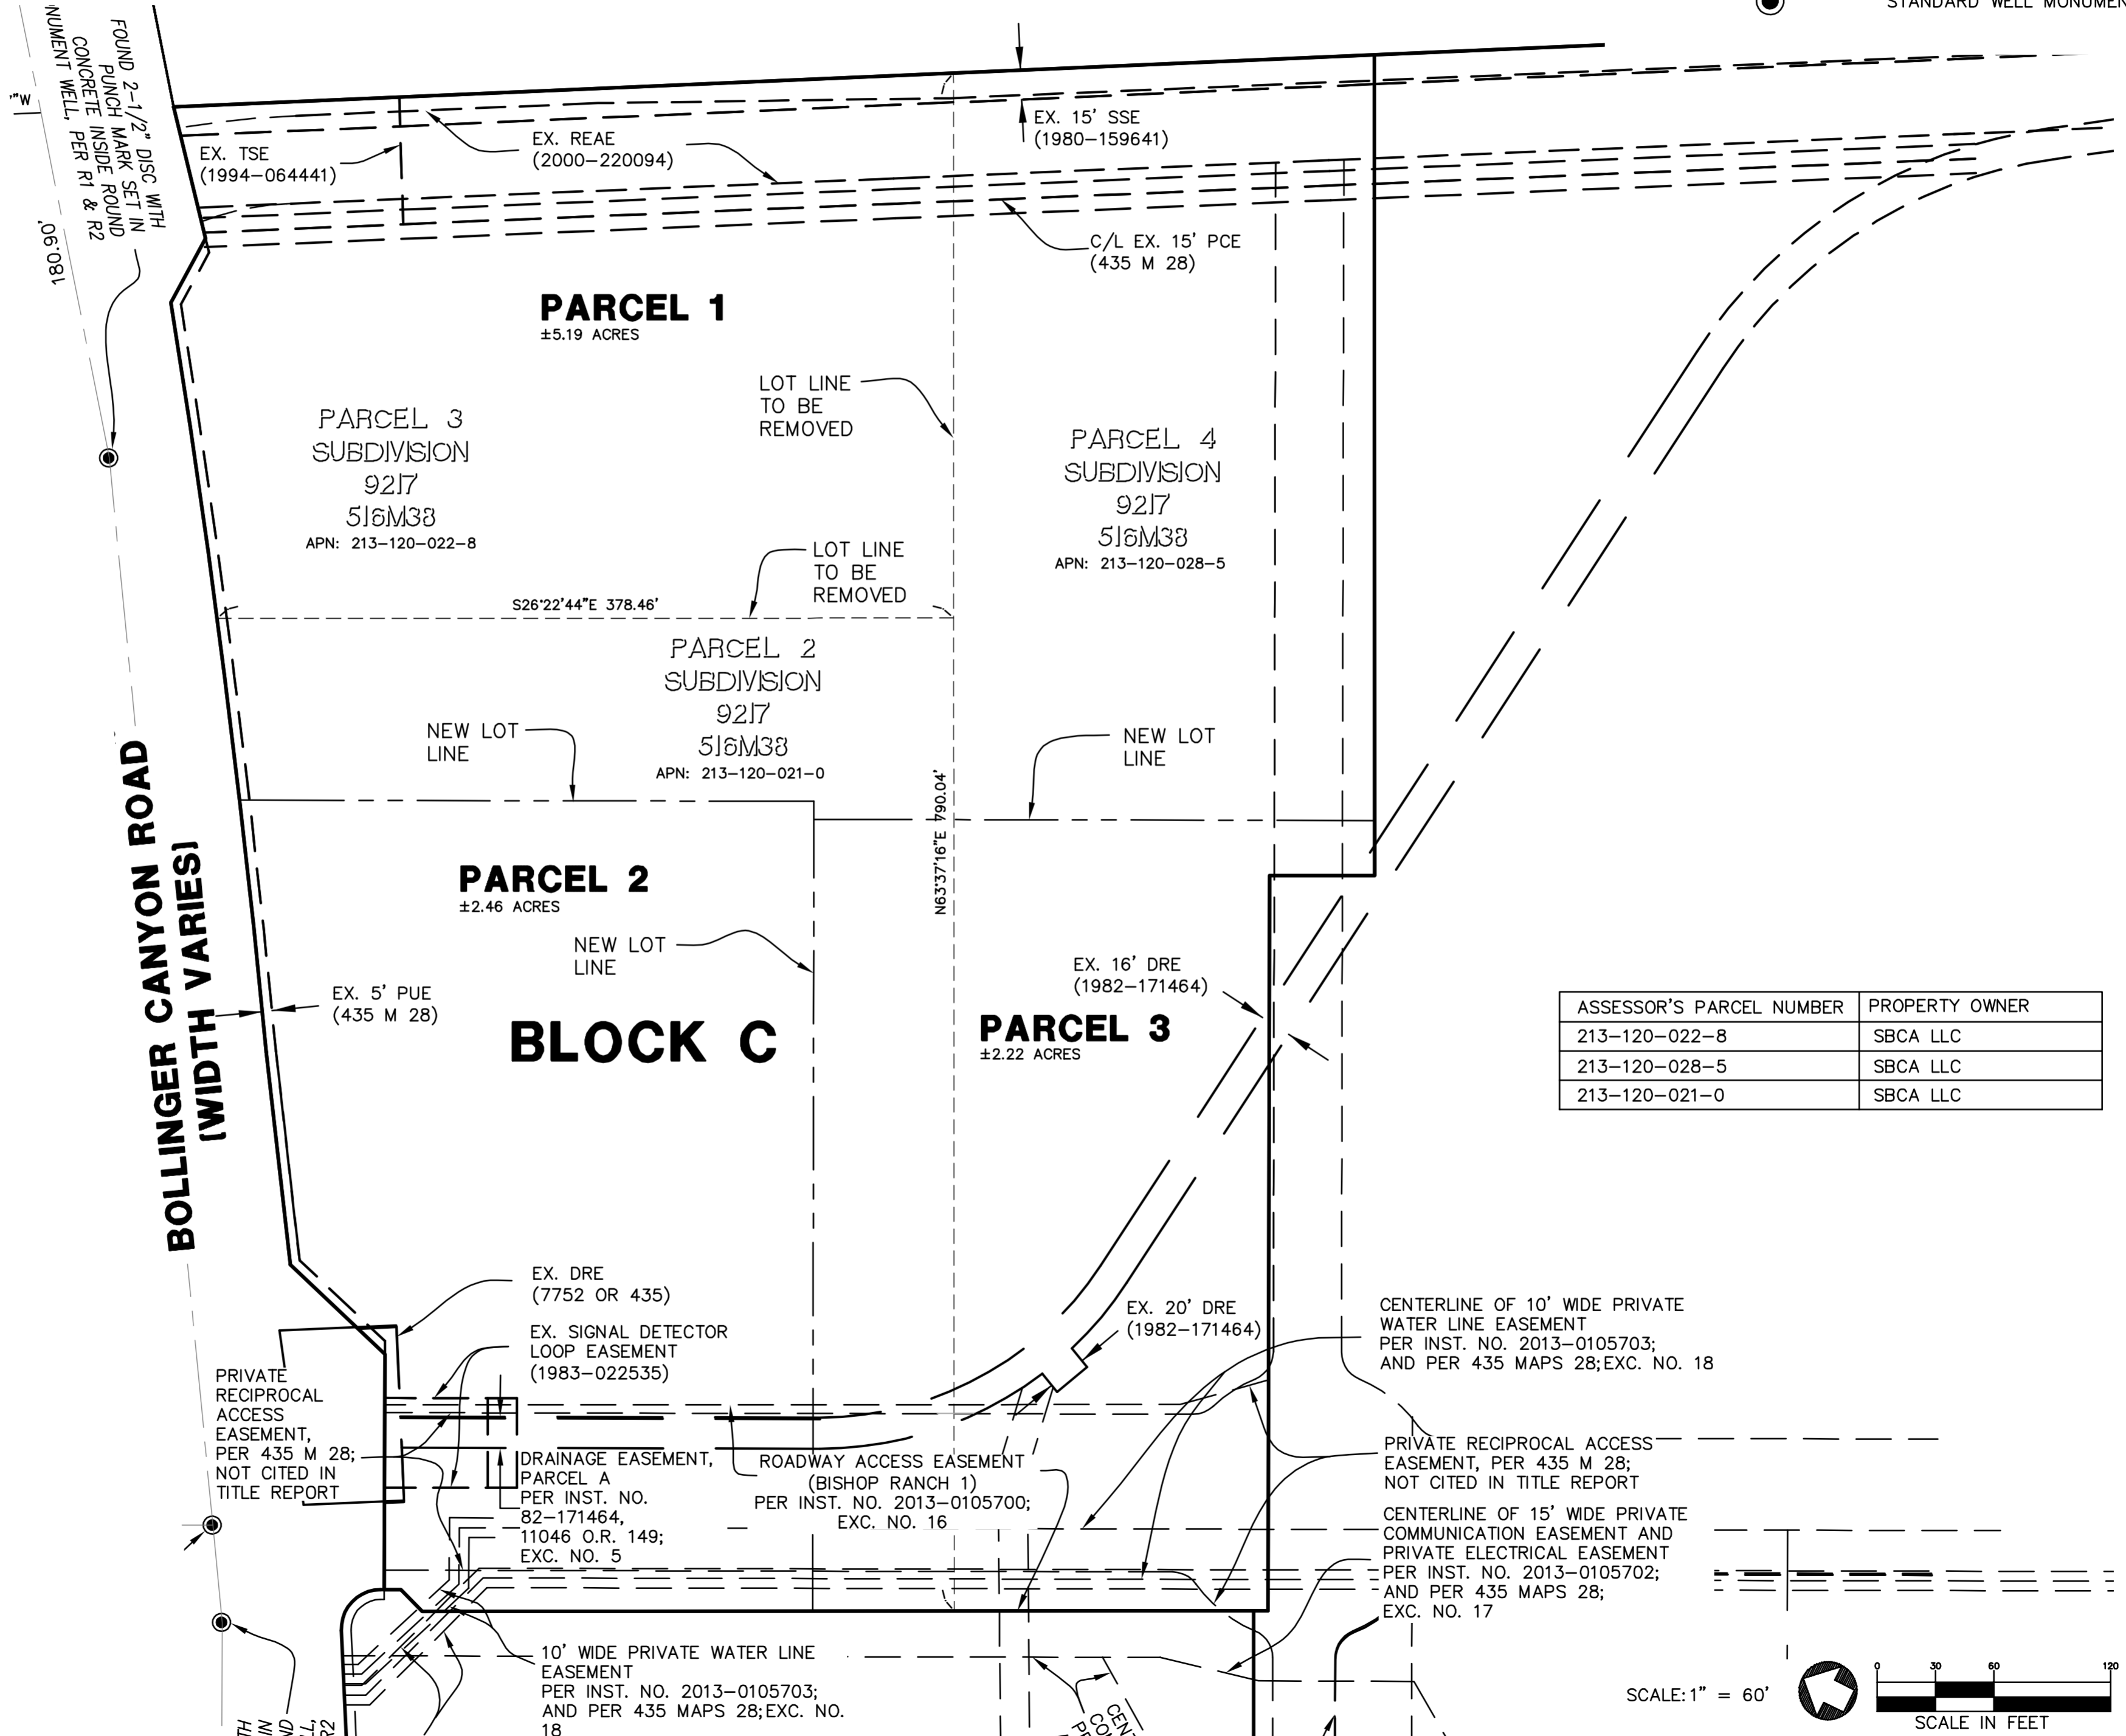 STANDARD WELL MONUMEN
FOUND 2-1/2" DISC WITH
PUNCH MARK SET IN
CONCRETE INSIDE ROUND
NUMENT WELL, PER R1 & R2
'"W
180.90'
EX. TSE
(1994-064441)
EX. REAE
(2000-220094)
EX. 15' SSE
(1980-159641)
C/L EX. 15' PCE
(435 M 28)
PARCEL 1
±5.19 ACRES
LOT LINE
TO BE
REMOVED
PARCEL 3
SUBDIVISION
9217
516M38
APN: 213-120-022-8
PARCEL 4
SUBDIVISION
9217
516M38
APN: 213-120-028-5
LOT LINE
TO BE
REMOVED
S26°22'44"E 378.46'
PARCEL 2
SUBDIVISION
9217
516M38
APN: 213-120-021-0
NEW LOT
LINE
NEW LOT
LINE
N63°37'16"E 790.04'
BOLLINGER CANYON ROAD
(WIDTH VARIES)
PARCEL 2
±2.46 ACRES
NEW LOT
LINE
EX. 5' PUE
(435 M 28)
BLOCK C
EX. 16' DRE
(1982-171464)
PARCEL 3
±2.22 ACRES
ASSESSOR'S PARCEL NUMBER PROPERTY OWNER
213-120-022-8 SBCA LLC
213-120-028-5 SBCA LLC
213-120-021-0 SBCA LLC
EX. DRE
(7752 OR 435)
EX. SIGNAL DETECTOR
LOOP EASEMENT
(1983-022535)
EX. 20' DRE
(1982-171464)
CENTERLINE OF 10' WIDE PRIVATE
WATER LINE EASEMENT
PER INST. NO. 2013-0105703;
AND PER 435 MAPS 28;EXC. NO. 18
PRIVATE
RECIPROCAL
ACCESS
EASEMENT,
PER 435 M 28;
NOT CITED IN
TITLE REPORT
DRAINAGE EASEMENT,
PARCEL A
PER INST. NO.
82-171464,
11046 O.R. 149;
EXC. NO. 5
ROADWAY ACCESS EASEMENT
(BISHOP RANCH 1)
PER INST. NO. 2013-0105700;
EXC. NO. 16
PRIVATE RECIPROCAL ACCESS
EASEMENT, PER 435 M 28;
NOT CITED IN TITLE REPORT
CENTERLINE OF 15' WIDE PRIVATE
COMMUNICATION EASEMENT AND
PRIVATE ELECTRICAL EASEMENT
PER INST. NO. 2013-0105702;
AND PER 435 MAPS 28;
EXC. NO. 17
10' WIDE PRIVATE WATER LINE
EASEMENT
PER INST. NO. 2013-0105703;
AND PER 435 MAPS 28;EXC. NO.
18
TH
IN
ND
LL,
R2
CEN
CO
PR
SCALE: 1" = 60'
0 30 60 120
SCALE IN FEET